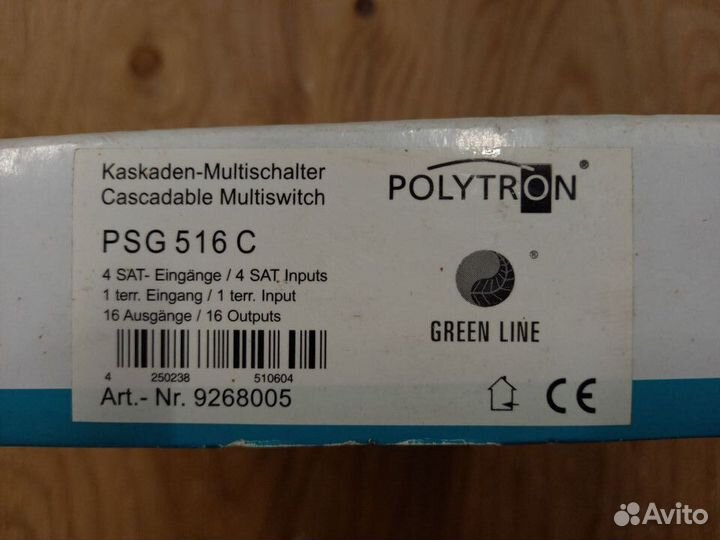 Kaskaden-Multischalter
Cascadable Multiswitch
POLYTRON®
PSG 516 C
4 SAT- Eingänge / 4 SAT Inputs
1 terr. Eingang / 1 terr. Input
16 Ausgänge / 16 Outputs
®
GREEN LINE
4 250238 510604
Art.- Nr. 9268005
CE
Avito